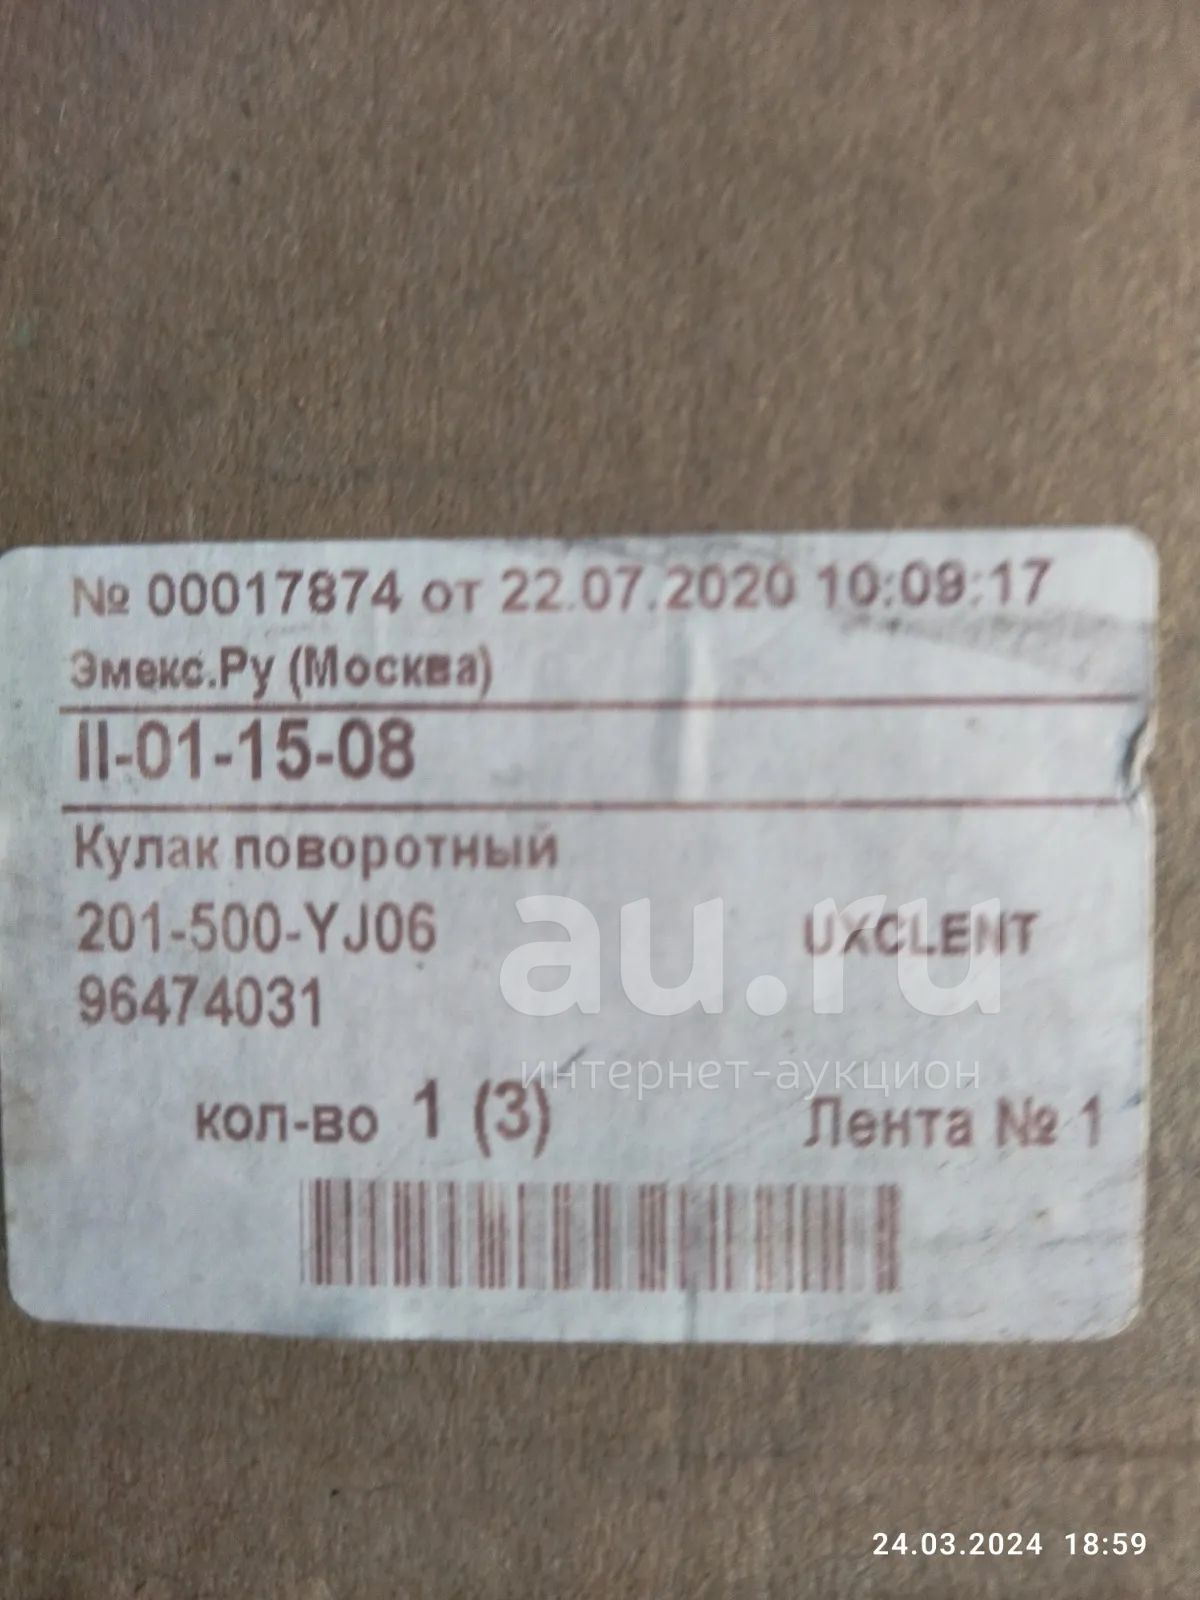 № 00017874 от 22.07.2020 10:09:17
Эмекс.Ру (Москва)
II-01-15-08
Кулак поворотный
201-500-YJ06 UXCLENT
96474031
au.ru
интернет-аукцион
кол-во 1 (3) Лента № 1
24.03.2024 18:59